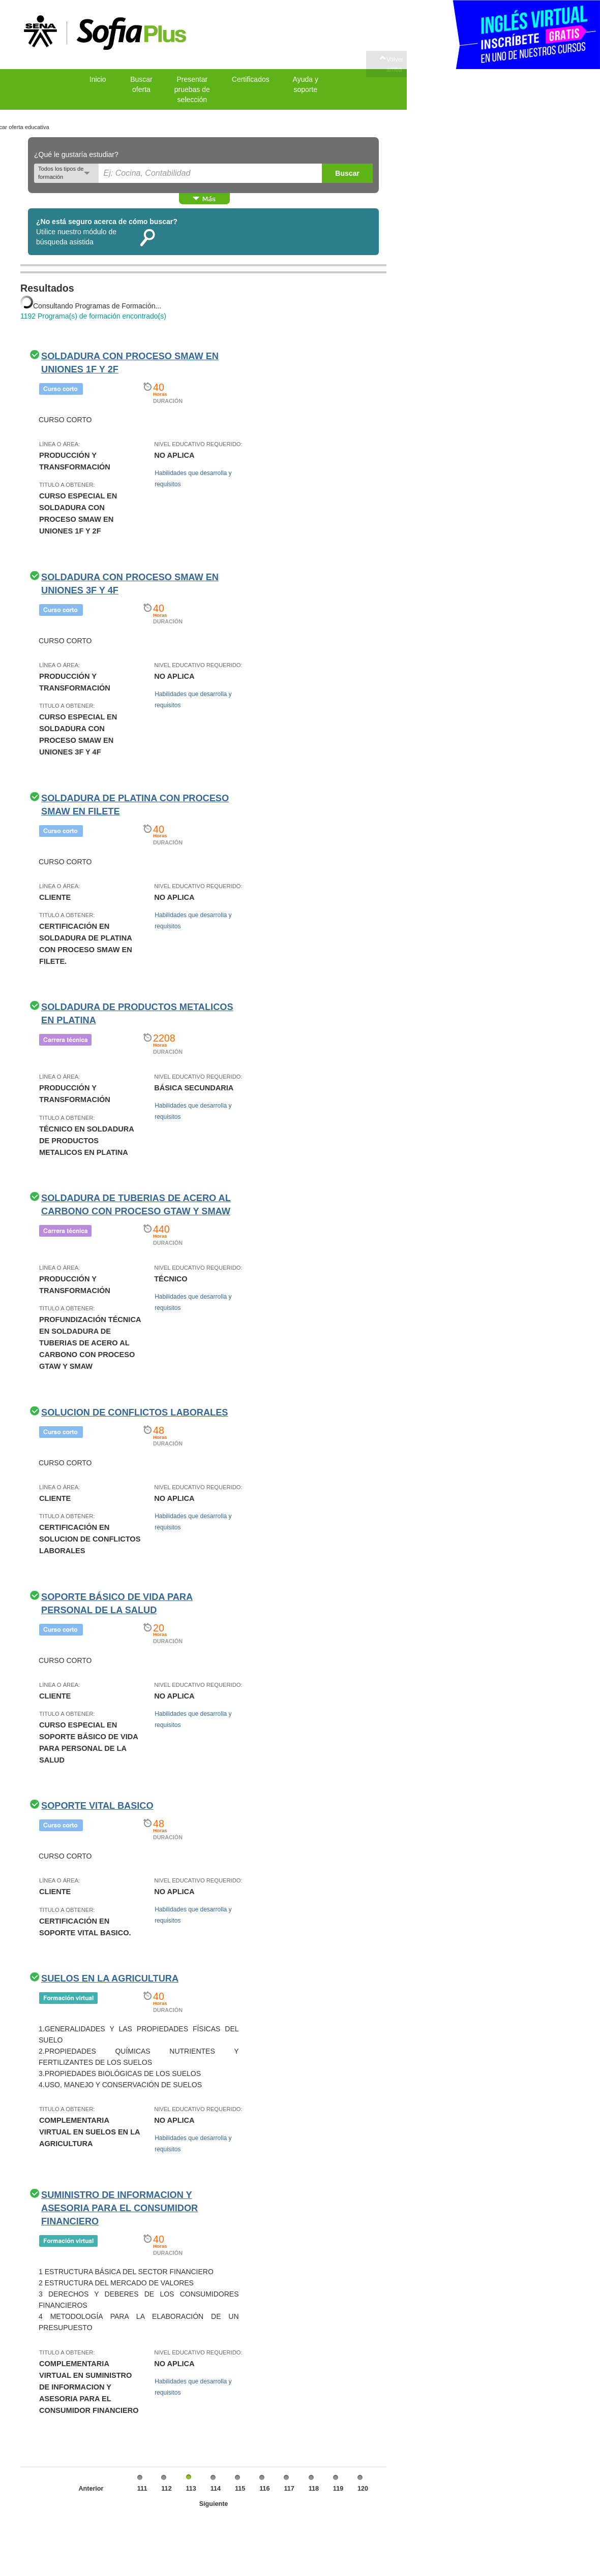 SENA
Sofia Plus
INGLÉS VIRTUAL
INSCRÍBETE GRATIS
EN UNO DE NUESTROS CURSOS
Inicio
Buscar oferta
Presentar pruebas de selección
Certificados
Ayuda y soporte
car oferta educativa
¿Qué le gustaría estudiar?
Todos los tipos de formación
Ej: Cocina, Contabilidad
Buscar
Más
¿No está seguro acerca de cómo buscar?
Utilice nuestro módulo de
búsqueda asistida
Resultados
Consultando Programas de Formación...
1192 Programa(s) de formación encontrado(s)
SOLDADURA CON PROCESO SMAW EN
UNIONES 1F Y 2F
Curso corto
40
Horas
DURACIÓN
CURSO CORTO
LÍNEA O ÁREA:
PRODUCCIÓN Y
TRANSFORMACIÓN
TITULO A OBTENER:
CURSO ESPECIAL EN
SOLDADURA CON
PROCESO SMAW EN
UNIONES 1F Y 2F
NIVEL EDUCATIVO REQUERIDO:
NO APLICA
Habilidades que desarrolla y
requisitos
SOLDADURA CON PROCESO SMAW EN
UNIONES 3F Y 4F
Curso corto
40
Horas
DURACIÓN
CURSO CORTO
LÍNEA O ÁREA:
PRODUCCIÓN Y
TRANSFORMACIÓN
TITULO A OBTENER:
CURSO ESPECIAL EN
SOLDADURA CON
PROCESO SMAW EN
UNIONES 3F Y 4F
NIVEL EDUCATIVO REQUERIDO:
NO APLICA
Habilidades que desarrolla y
requisitos
SOLDADURA DE PLATINA CON PROCESO
SMAW EN FILETE
Curso corto
40
Horas
DURACIÓN
CURSO CORTO
LÍNEA O ÁREA:
CLIENTE
TITULO A OBTENER:
CERTIFICACIÓN EN
SOLDADURA DE PLATINA
CON PROCESO SMAW EN
FILETE.
NIVEL EDUCATIVO REQUERIDO:
NO APLICA
Habilidades que desarrolla y
requisitos
SOLDADURA DE PRODUCTOS METALICOS
EN PLATINA
Carrera técnica
2208
Horas
DURACIÓN
LÍNEA O ÁREA:
PRODUCCIÓN Y
TRANSFORMACIÓN
TITULO A OBTENER:
TÉCNICO EN SOLDADURA
DE PRODUCTOS
METALICOS EN PLATINA
NIVEL EDUCATIVO REQUERIDO:
BÁSICA SECUNDARIA
Habilidades que desarrolla y
requisitos
SOLDADURA DE TUBERIAS DE ACERO AL
CARBONO CON PROCESO GTAW Y SMAW
Carrera técnica
440
Horas
DURACIÓN
LÍNEA O ÁREA:
PRODUCCIÓN Y
TRANSFORMACIÓN
TITULO A OBTENER:
PROFUNDIZACIÓN TÉCNICA
EN SOLDADURA DE
TUBERIAS DE ACERO AL
CARBONO CON PROCESO
GTAW Y SMAW
NIVEL EDUCATIVO REQUERIDO:
TÉCNICO
Habilidades que desarrolla y
requisitos
SOLUCION DE CONFLICTOS LABORALES
Curso corto
48
Horas
DURACIÓN
CURSO CORTO
LÍNEA O ÁREA:
CLIENTE
TITULO A OBTENER:
CERTIFICACIÓN EN
SOLUCION DE CONFLICTOS
LABORALES
NIVEL EDUCATIVO REQUERIDO:
NO APLICA
Habilidades que desarrolla y
requisitos
SOPORTE BÁSICO DE VIDA PARA
PERSONAL DE LA SALUD
Curso corto
20
Horas
DURACIÓN
CURSO CORTO
LÍNEA O ÁREA:
CLIENTE
TITULO A OBTENER:
CURSO ESPECIAL EN
SOPORTE BÁSICO DE VIDA
PARA PERSONAL DE LA
SALUD
NIVEL EDUCATIVO REQUERIDO:
NO APLICA
Habilidades que desarrolla y
requisitos
SOPORTE VITAL BASICO
Curso corto
48
Horas
DURACIÓN
CURSO CORTO
LÍNEA O ÁREA:
CLIENTE
TITULO A OBTENER:
CERTIFICACIÓN EN
SOPORTE VITAL BASICO.
NIVEL EDUCATIVO REQUERIDO:
NO APLICA
Habilidades que desarrolla y
requisitos
SUELOS EN LA AGRICULTURA
Formación virtual
40
Horas
DURACIÓN
1.GENERALIDADES Y LAS PROPIEDADES FÍSICAS DEL
SUELO
2.PROPIEDADES QUÍMICAS NUTRIENTES Y
FERTILIZANTES DE LOS SUELOS
3.PROPIEDADES BIOLÓGICAS DE LOS SUELOS
4.USO, MANEJO Y CONSERVACIÓN DE SUELOS
TITULO A OBTENER:
COMPLEMENTARIA
VIRTUAL EN SUELOS EN LA
AGRICULTURA
NIVEL EDUCATIVO REQUERIDO:
NO APLICA
Habilidades que desarrolla y
requisitos
SUMINISTRO DE INFORMACION Y
ASESORIA PARA EL CONSUMIDOR
FINANCIERO
Formación virtual
40
Horas
DURACIÓN
1 ESTRUCTURA BÁSICA DEL SECTOR FINANCIERO
2 ESTRUCTURA DEL MERCADO DE VALORES
3 DERECHOS Y DEBERES DE LOS CONSUMIDORES
FINANCIEROS
4 METODOLOGÍA PARA LA ELABORACIÓN DE UN
PRESUPUESTO
TITULO A OBTENER:
COMPLEMENTARIA
VIRTUAL EN SUMINISTRO
DE INFORMACION Y
ASESORIA PARA EL
CONSUMIDOR FINANCIERO
NIVEL EDUCATIVO REQUERIDO:
NO APLICA
Habilidades que desarrolla y
requisitos
Anterior 111 112 113 114 115 116 117 118 119 120
Siguiente